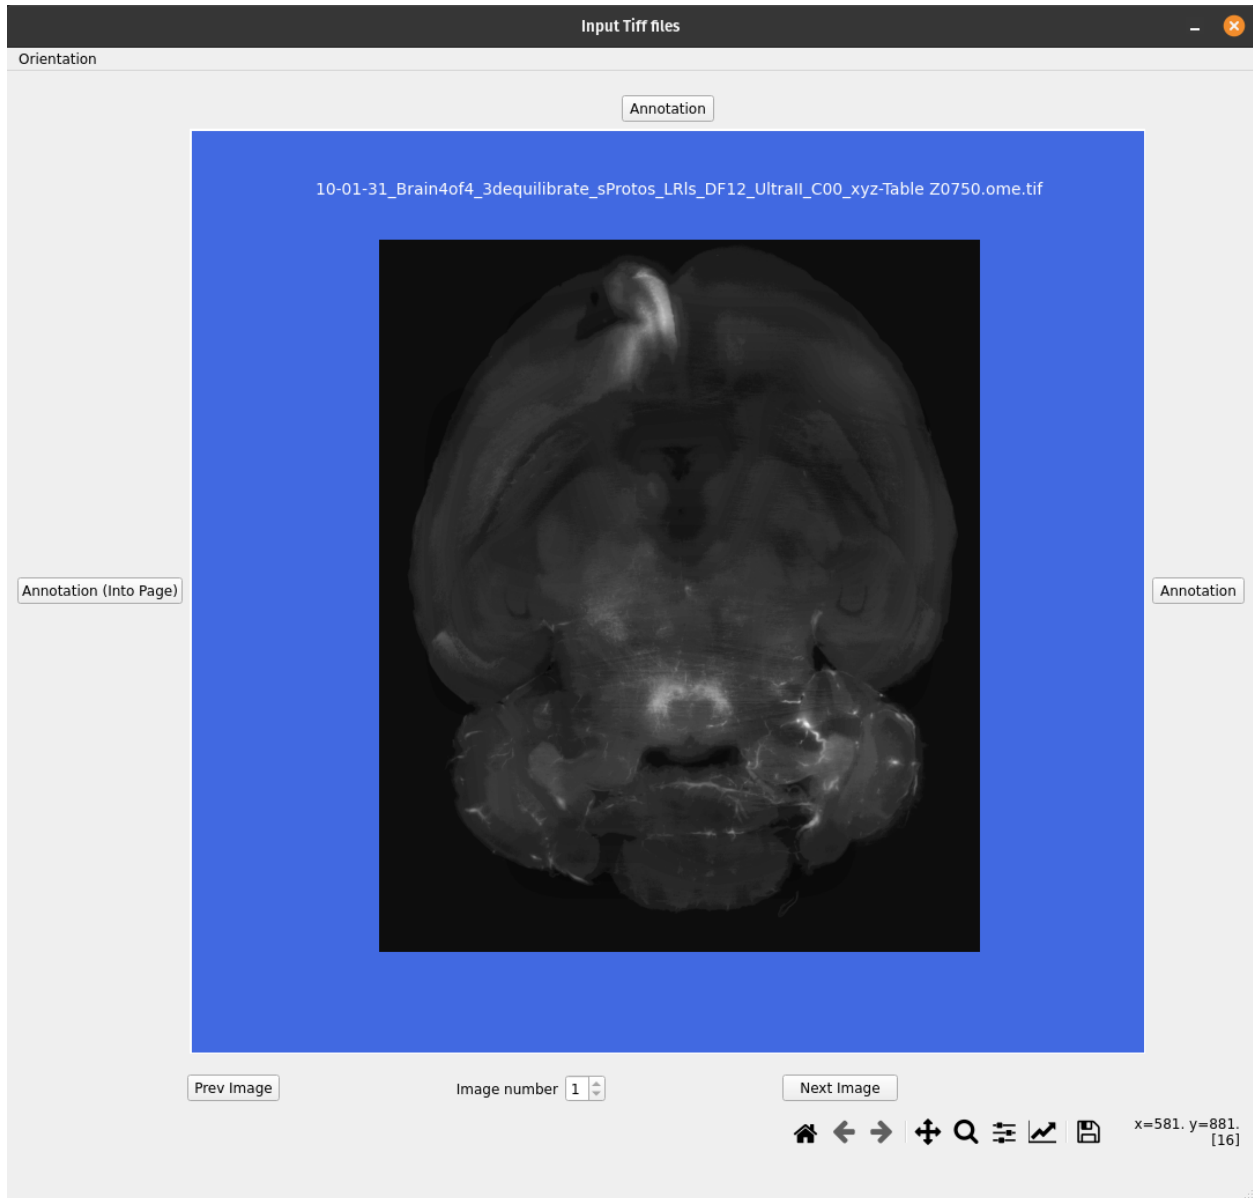 Input Tiff files
Orientation
Annotation
10-01-31_Brain4of4_3dequilibrate_sProtos_LRls_DF12_UltraII_C00_xyz-Table Z0750.ome.tif
Annotation (Into Page)
Annotation
Prev Image
Image number 1
Next Image
x=581. y=881.
[16]